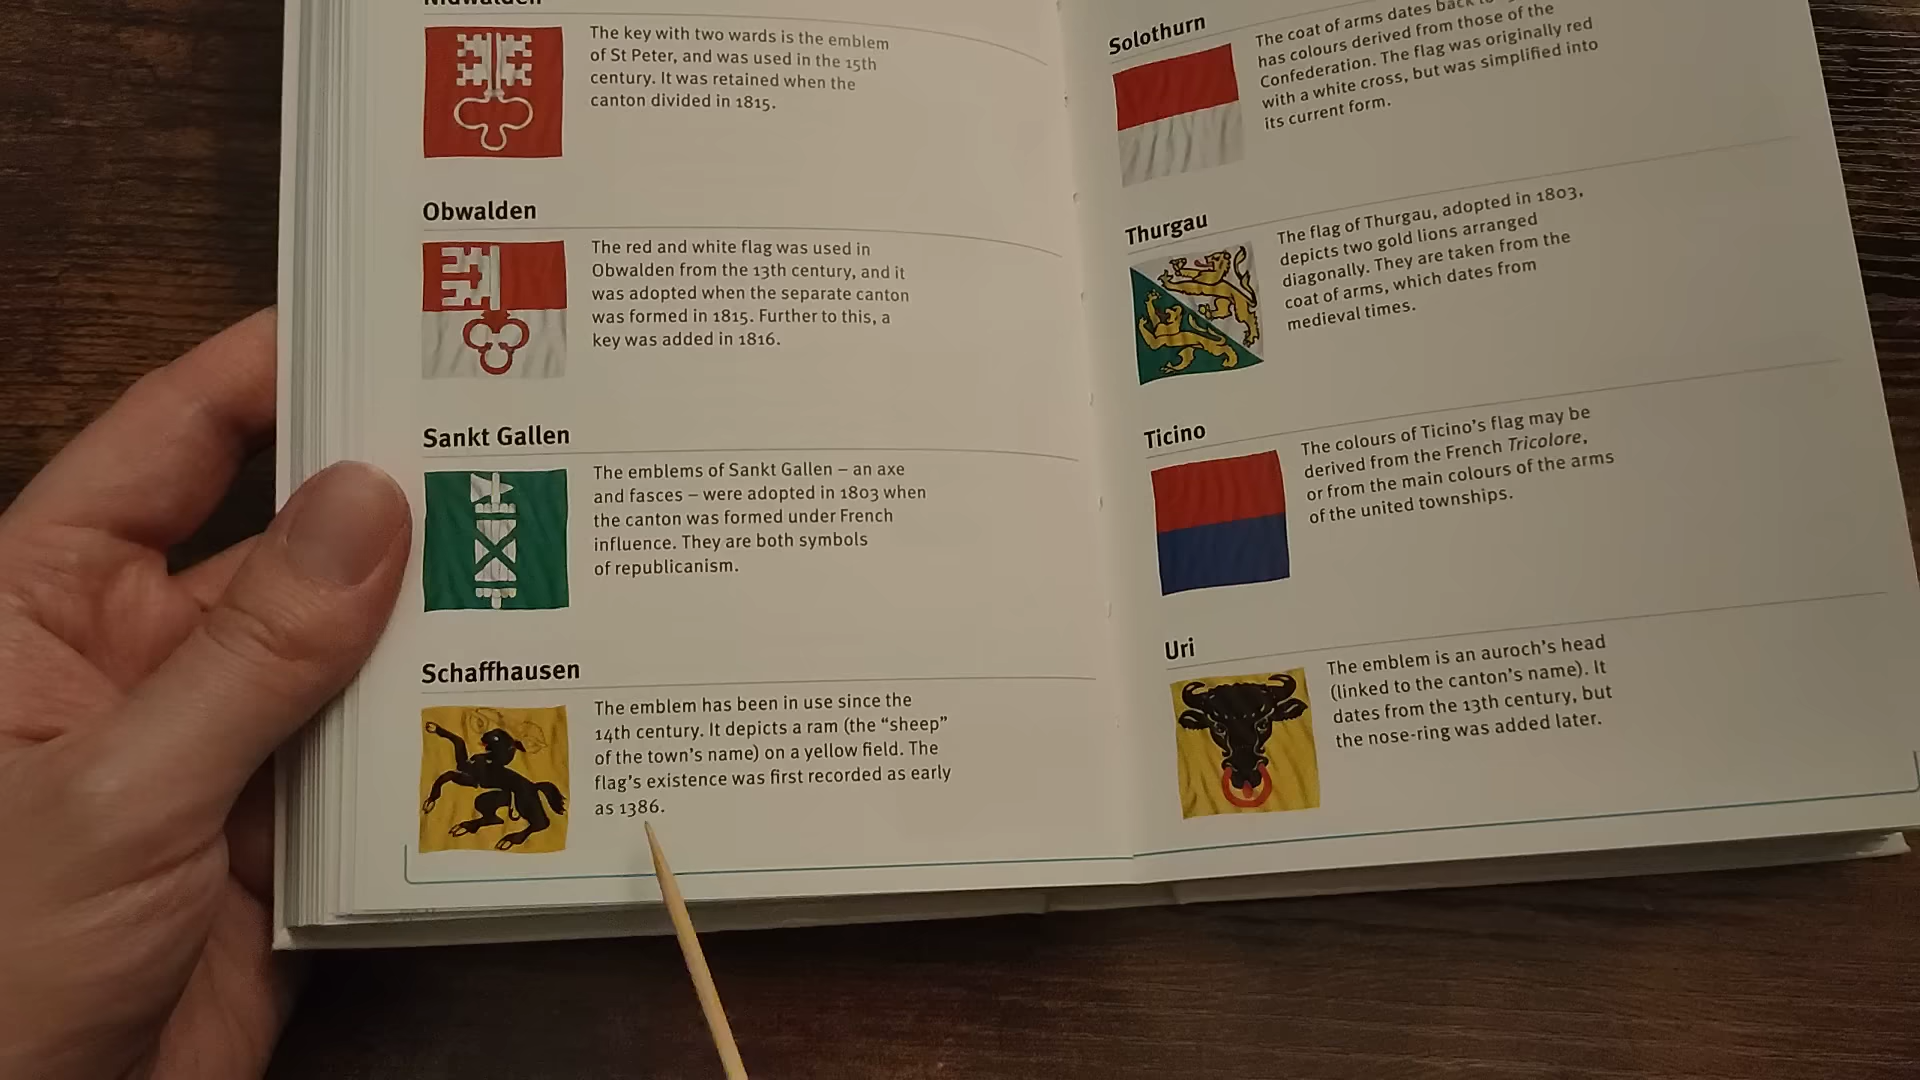 Nidwalden
The key with two wards is the emblem
of St Peter, and was used in the 15th
century. It was retained when the
canton divided in 1815.
Obwalden
The red and white flag was used in
Obwalden from the 13th century, and it
was adopted when the separate canton
was formed in 1815. Further to this, a
key was added in 1816.
Sankt Gallen
The emblems of Sankt Gallen – an axe
and fasces – were adopted in 1803 when
the canton was formed under French
influence. They are both symbols
of republicanism.
Schaffhausen
The emblem has been in use since the
14th century. It depicts a ram (the “sheep”
of the town’s name) on a yellow field. The
flag’s existence was first recorded as early
as 1386.
Solothurn
The coat of arms dates back
has colours derived from those of the
Confederation. The flag was originally red
with a white cross, but was simplified into
its current form.
Thurgau
The flag of Thurgau, adopted in 1803,
depicts two gold lions arranged
diagonally. They are taken from the
coat of arms, which dates from
medieval times.
Ticino
The colours of Ticino’s flag may be
derived from the French Tricolore,
or from the main colours of the arms
of the united townships.
Uri
The emblem is an auroch’s head
(linked to the canton’s name). It
dates from the 13th century, but
the nose-ring was added later.